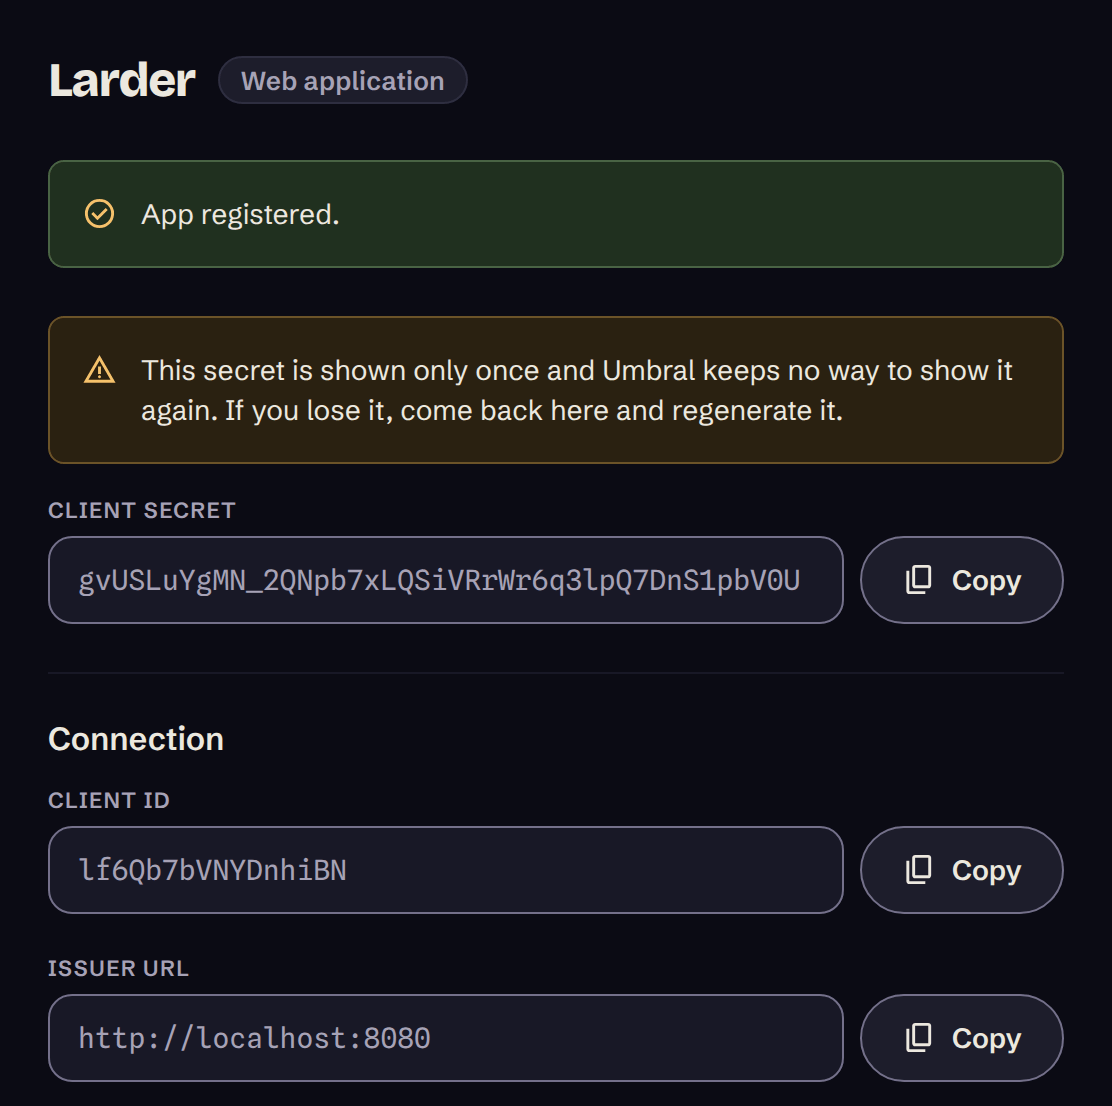 Larder
Web application
App registered.
This secret is shown only once and Umbral keeps no way to show it
again. If you lose it, come back here and regenerate it.
CLIENT SECRET
gvUSLuYgMN_2QNpb7xLQSiVRrWr6q3lpQ7DnS1pbV0U
Copy
Connection
CLIENT ID
lf6Qb7bVNYDnhiBN
Copy
ISSUER URL
http://localhost:8080
Copy